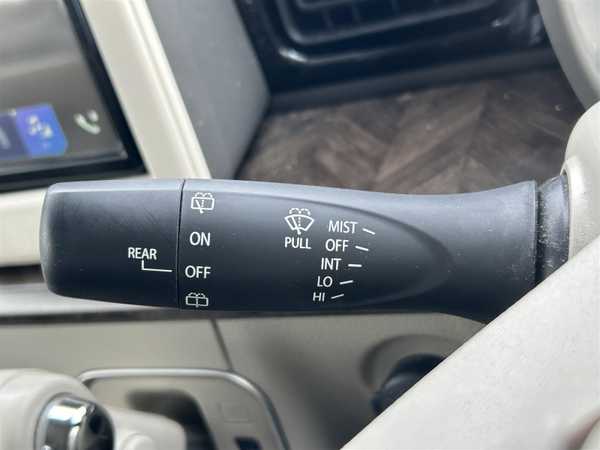 REAR
ON
OFF
PULL
MIST
OFF
INT
LO
HI